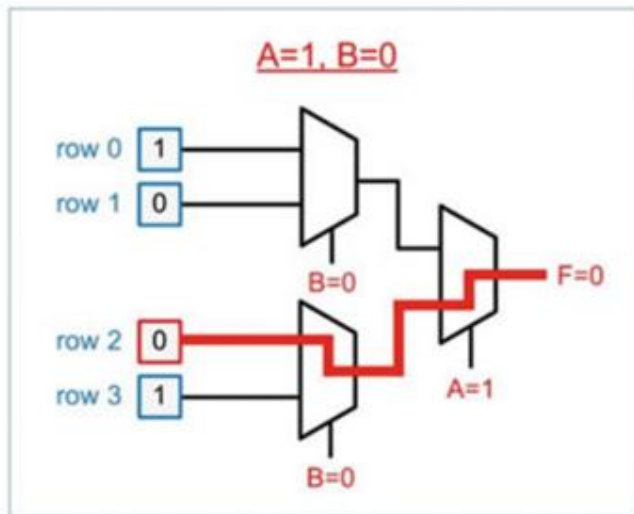 A=1, B=0
row 0 1
row 1 0
B=0
F=0
row 2 0
row 3 1
A=1
B=0